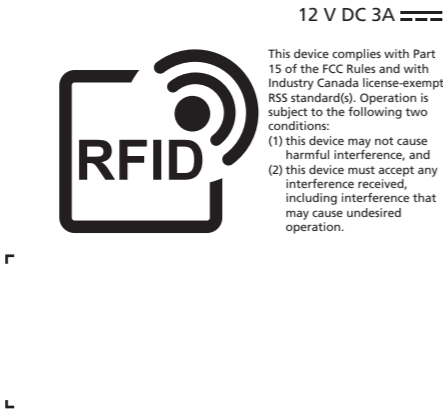 12 V DC 3A
This device complies with Part
15 of the FCC Rules and with
Industry Canada license-exempt
RSS standard(s). Operation is
subject to the following two
conditions:
(1) this device may not cause
harmful interference, and
(2) this device must accept any
interference received,
including interference that
may cause undesired
operation.
RFID